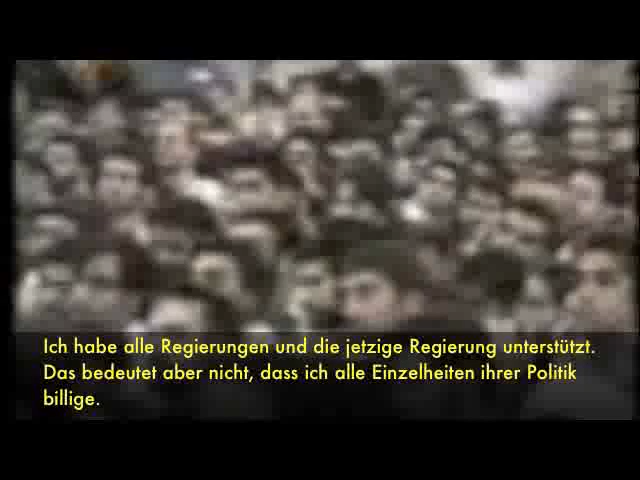 Ich habe alle Regierungen und die jetzige Regierung unterstützt.
Das bedeutet aber nicht, dass ich alle Einzelheiten ihrer Politik
billige.